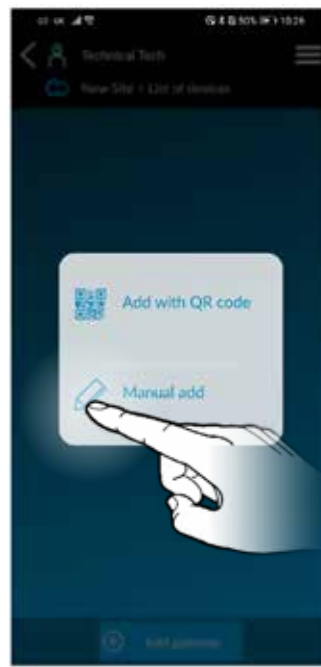 Technical Tech
New Site > List of devices
Add with QR code
Manual add
Add gateway